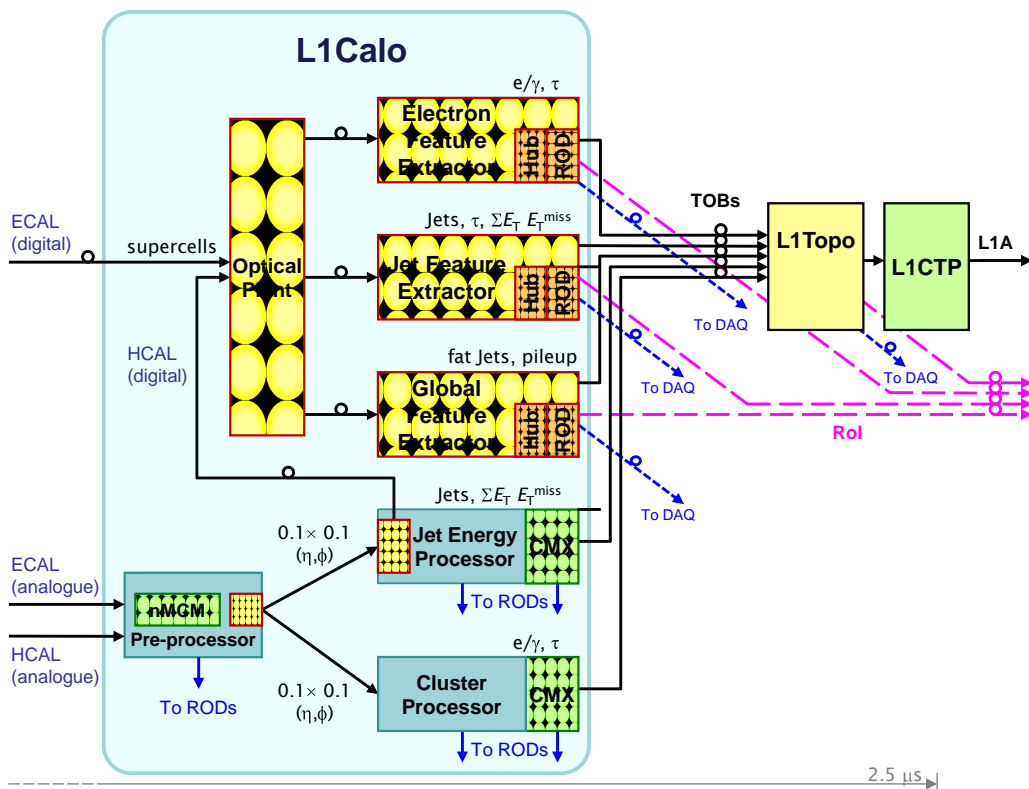 L1Calo
e/γ, τ
Electron
Feature
Extractor
Hub
ROD
TOBs
ECAL
(digital)
supercells
Optical
Plant
Jets, τ, ΣE_T E_T^miss
Jet Feature
Extractor
Hub
ROD
L1Topo
L1CTP
L1A
To DAQ
HCAL
(digital)
fat Jets, pileup
To DAQ
To DAQ
Global
Feature
Extractor
Hub
ROD
RoI
Jets, ΣE_T E_T^miss
To DAQ
0.1× 0.1
(η,ϕ)
Jet Energy
Processor
CMX
ECAL
(analogue)
To RODs
nMCM
Pre-processor
HCAL
(analogue)
e/γ, τ
0.1× 0.1
(η,ϕ)
To RODs
Cluster
Processor
CMX
To RODs
2.5 μs